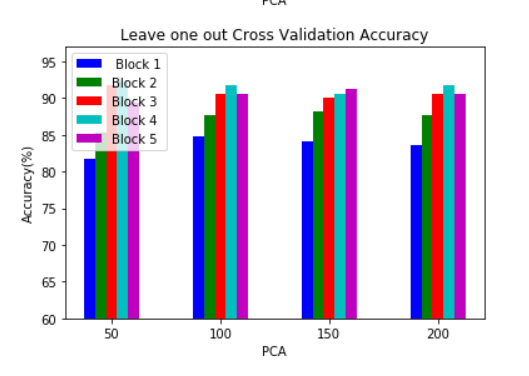 PCA
Leave one out Cross Validation Accuracy
95
90
85
80
75
70
65
60
Accuracy(%)
Block 1
Block 2
Block 3
Block 4
Block 5
50 100 150 200
PCA